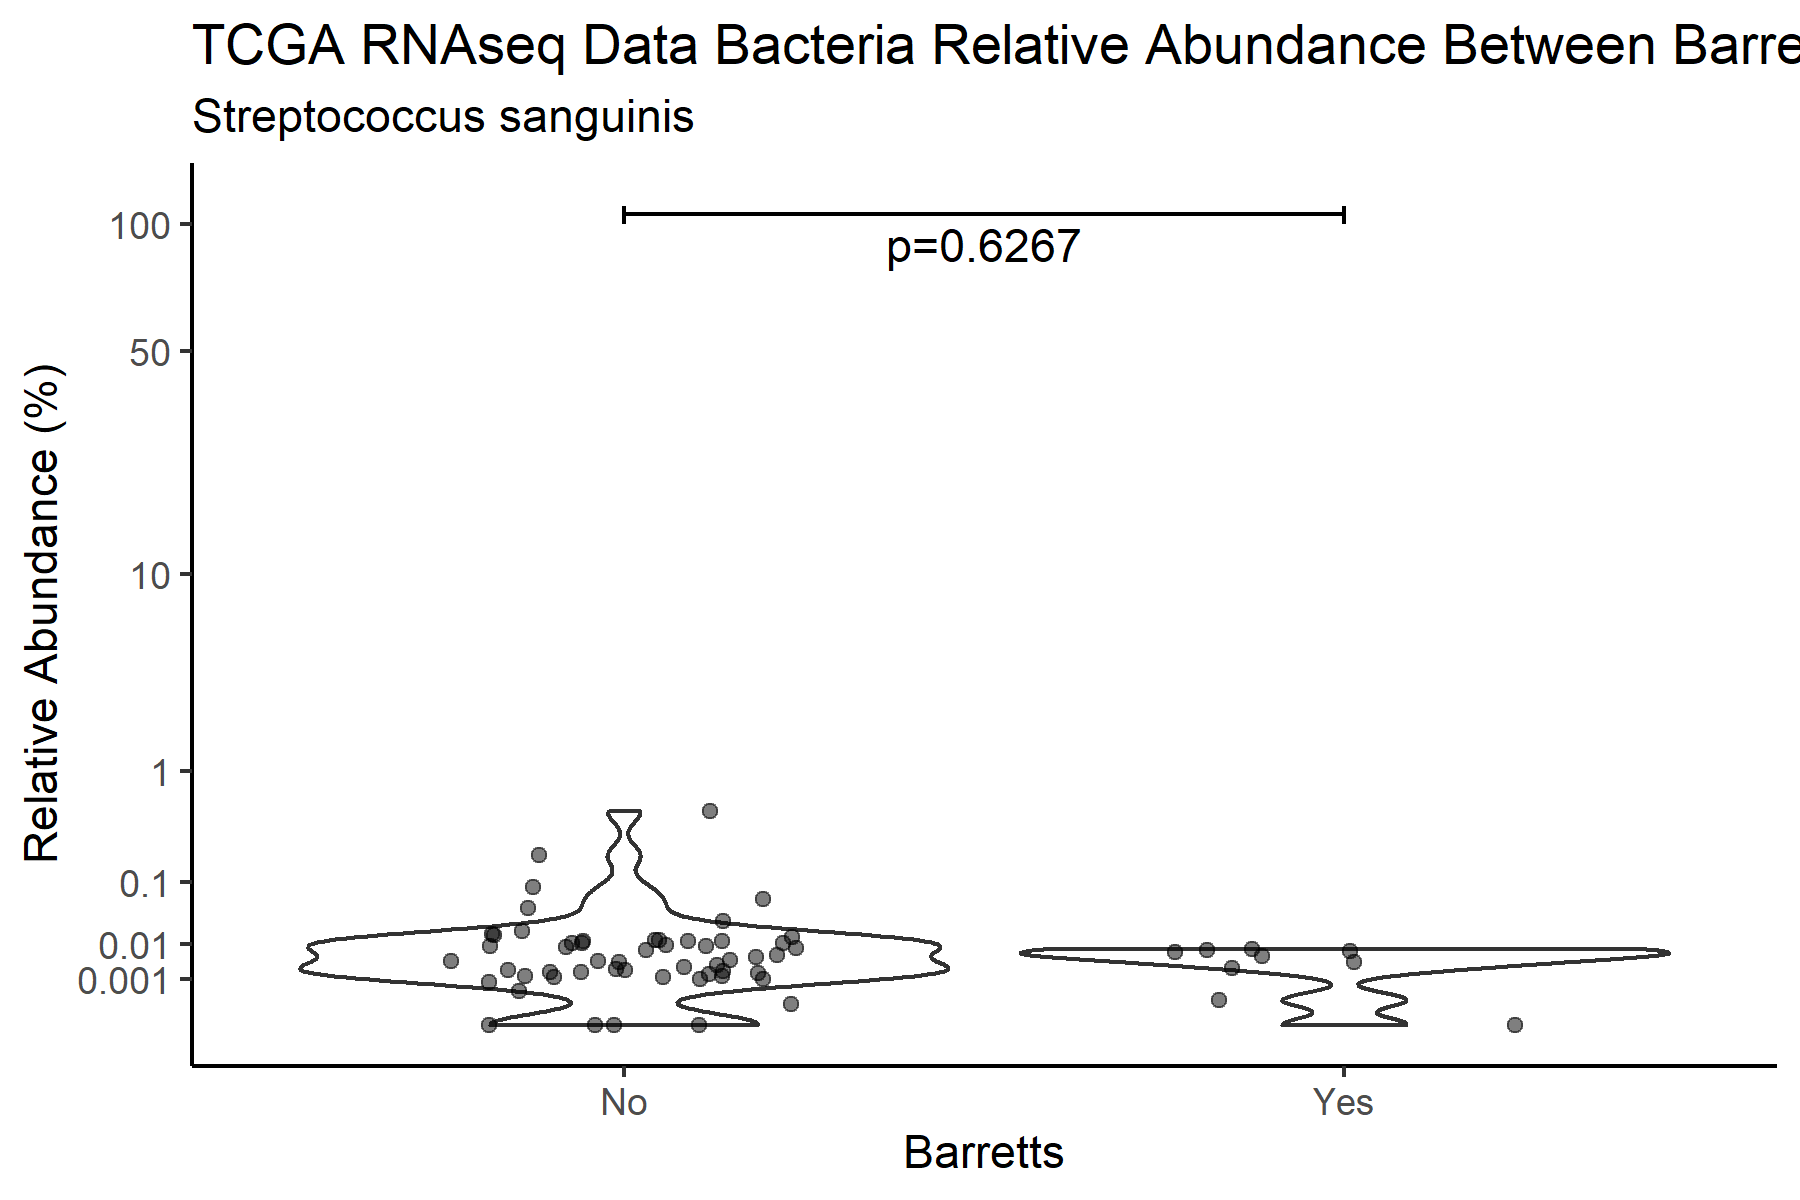 TCGA RNAseq Data Bacteria Relative Abundance Between Barre
Streptococcus sanguinis
100
p=0.6267
50
10
1
0.1
0.01
0.001
Relative Abundance (%)
No
Yes
Barretts